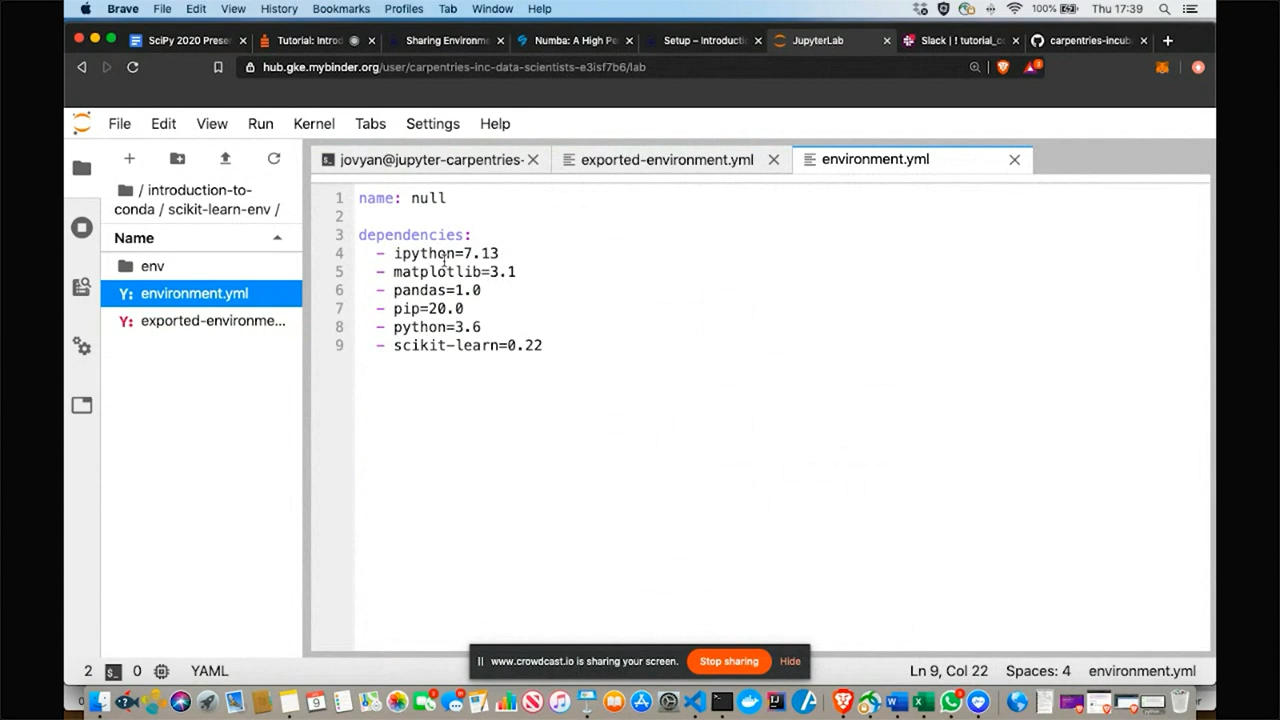 Brave File Edit View History Bookmarks Profiles Tab Window Help 100% Thu 17:39
SciPy 2020 Prese Tutorial: Introd Sharing Environme Numba: A High Pe Setup – Introductio JupyterLab Slack | ! tutorial_c carpentries-incub
hub.gke.mybinder.org/user/carpentries-inc-data-scientists-e3isf7b6/lab
File Edit View Run Kernel Tabs Settings Help
jovyan@jupyter-carpentries- exported-environment.yml environment.yml
/ introduction-to-
conda / scikit-learn-env /
Name
env
environment.yml
exported-environme...
1 name: null
2
3 dependencies:
4 - ipython=7.13
5 - matplotlib=3.1
6 - pandas=1.0
7 - pip=20.0
8 - python=3.6
9 - scikit-learn=0.22
www.crowdcast.io is sharing your screen. Stop sharing Hide
2 0 YAML Ln 9, Col 22 Spaces: 4 environment.yml